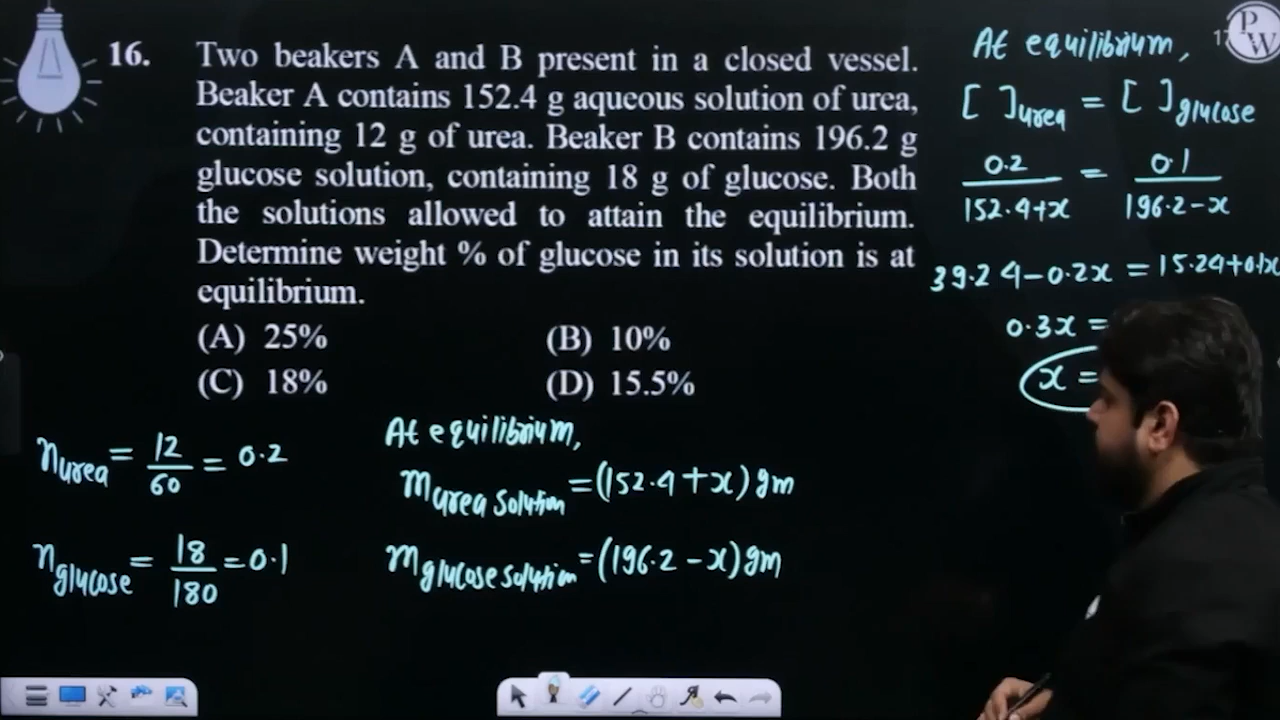 16. Two beakers A and B present in a closed vessel.
Beaker A contains 152.4 g aqueous solution of urea,
containing 12 g of urea. Beaker B contains 196.2 g
glucose solution, containing 18 g of glucose. Both
the solutions allowed to attain the equilibrium.
Determine weight % of glucose in its solution is at
equilibrium.
(A) 25% (B) 10%
(C) 18% (D) 15.5%
n urea = 12/60 = 0.2
n glucose = 18/180 = 0.1
At equilibrium,
m urea solution = (152.4+x) gm
m glucose solution = (196.2-x) gm
At equilibrium,
[ ]urea = [ ]glucose
0.2/152.4+x = 0.1/196.2-x
39.24-0.2x = 15.24+0.1x
0.3x =
x =
PW